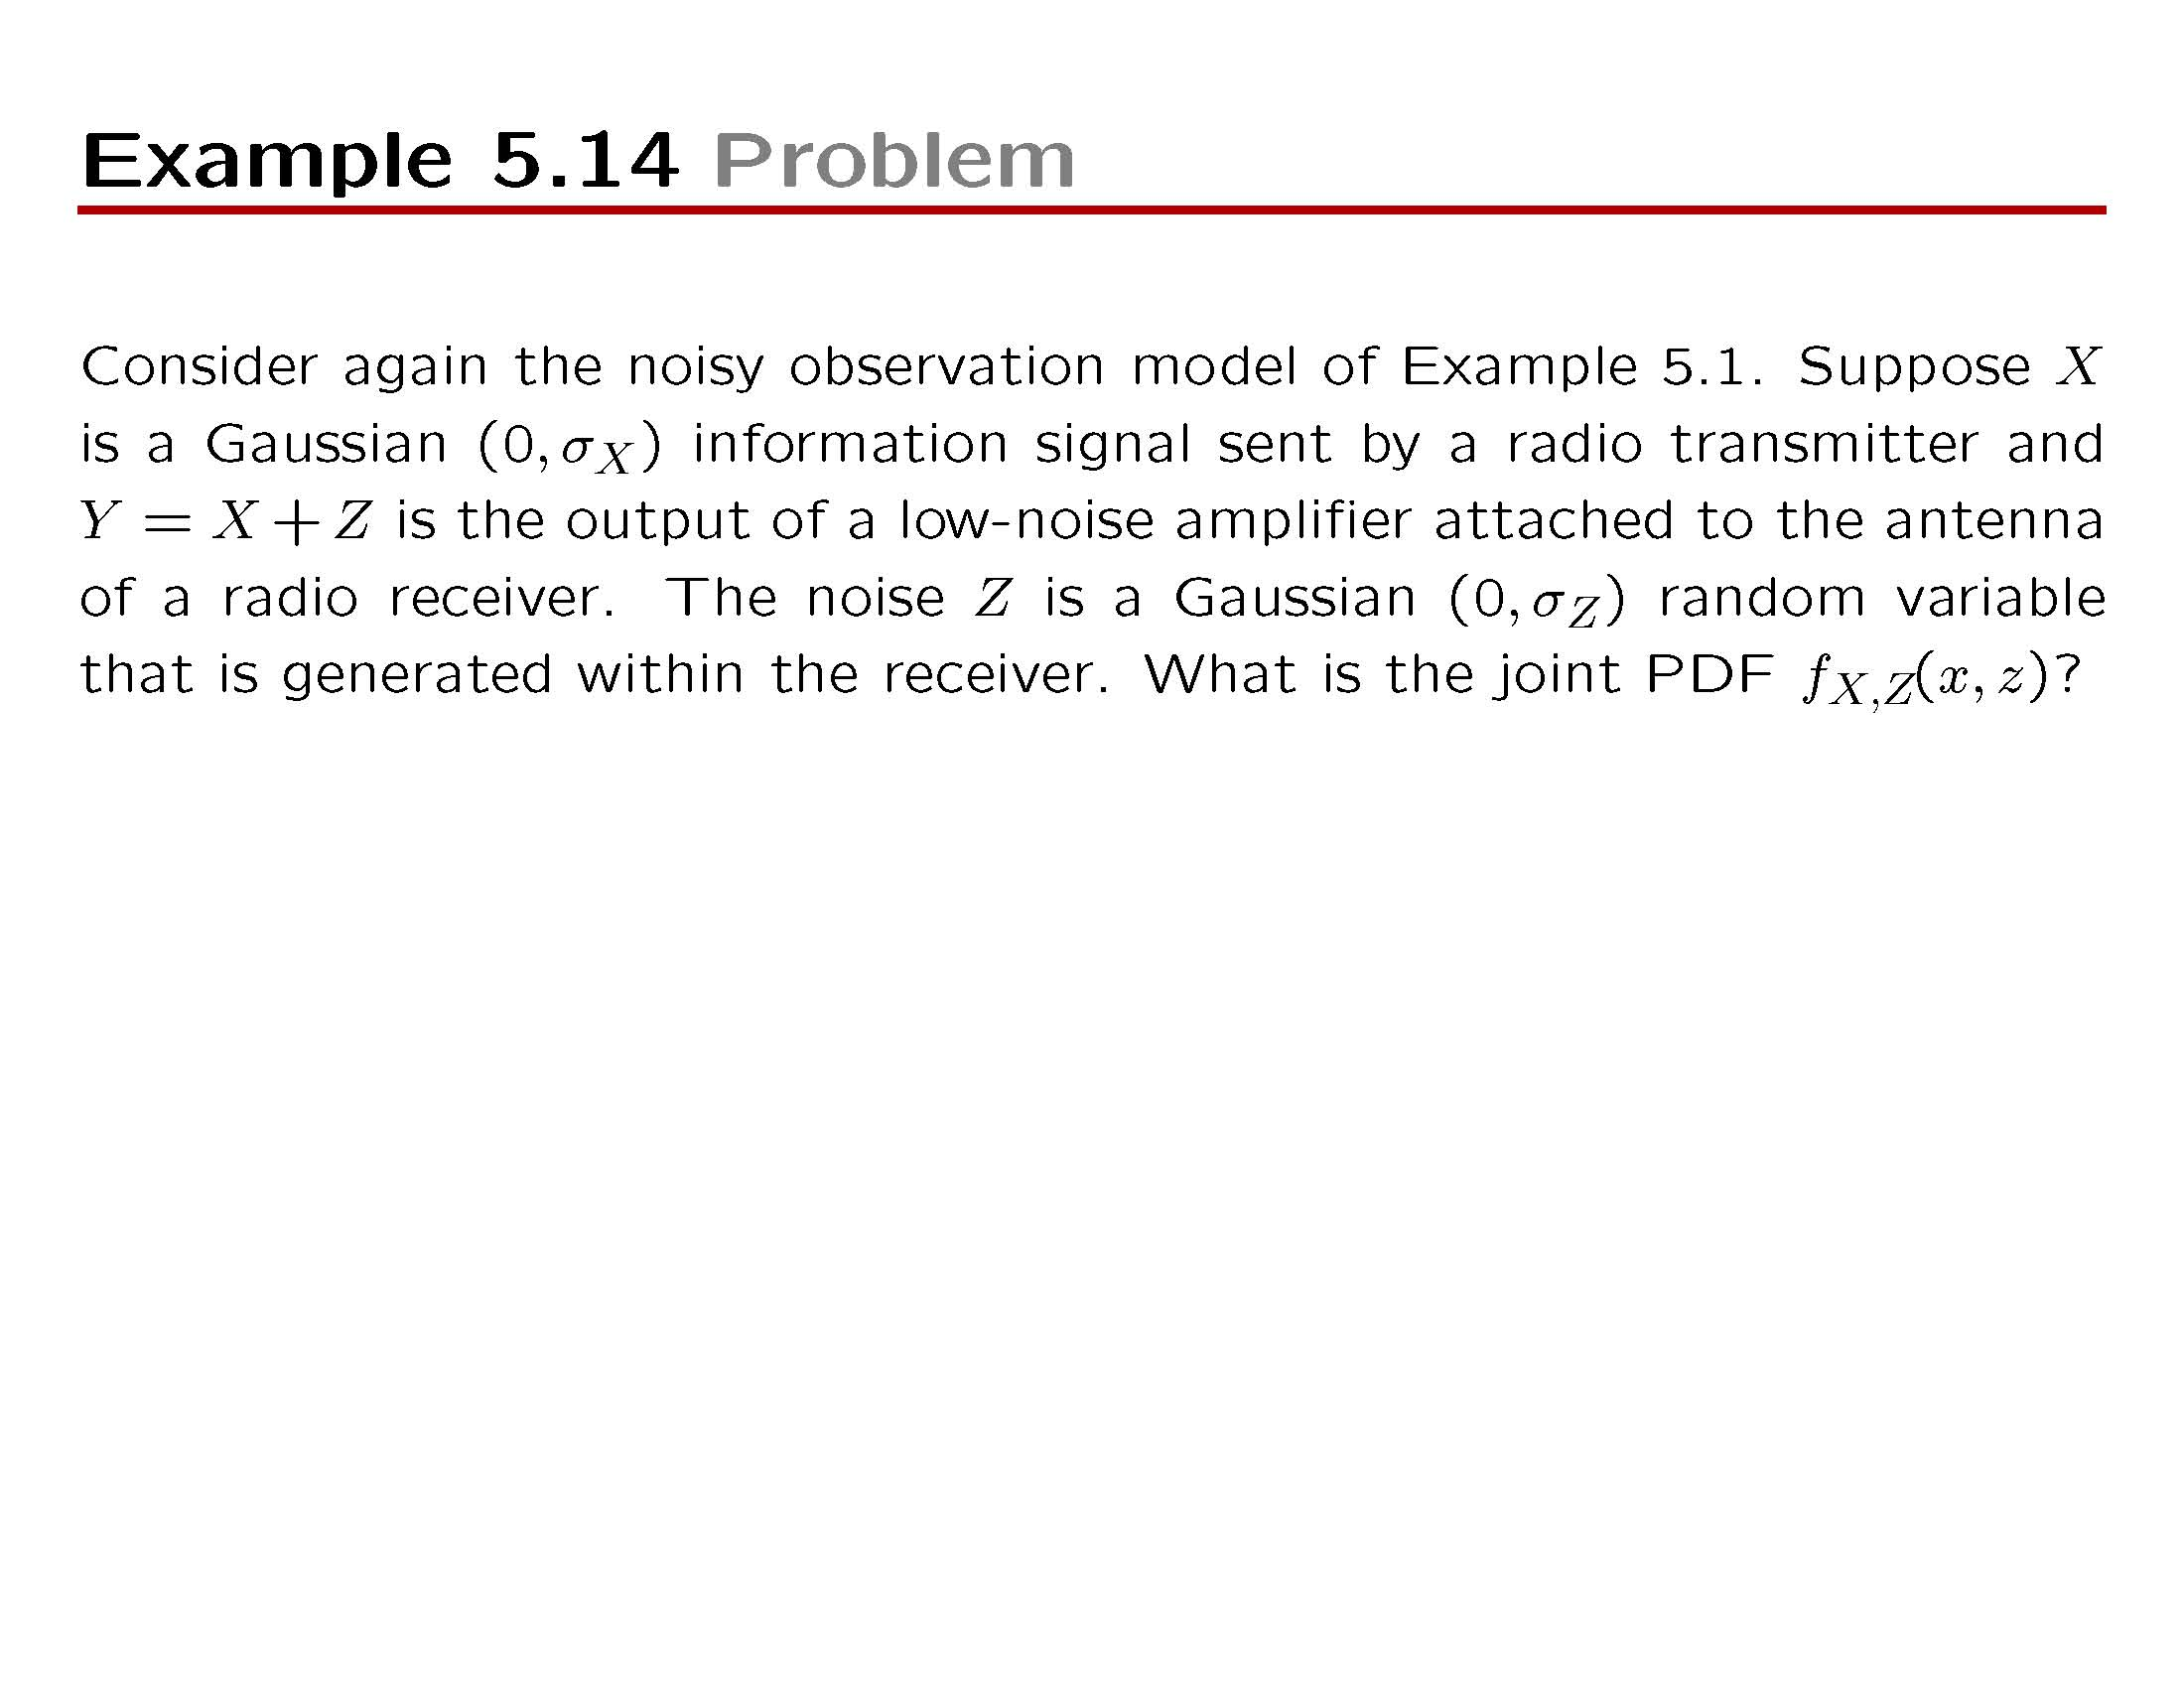 Example 5.14 Problem
Consider again the noisy observation model of Example 5.1. Suppose X
is a Gaussian (0, σ_X) information signal sent by a radio transmitter and
Y = X + Z is the output of a low-noise amplifier attached to the antenna
of a radio receiver. The noise Z is a Gaussian (0, σ_Z) random variable
that is generated within the receiver. What is the joint PDF f_{X,Z}(x, z)?